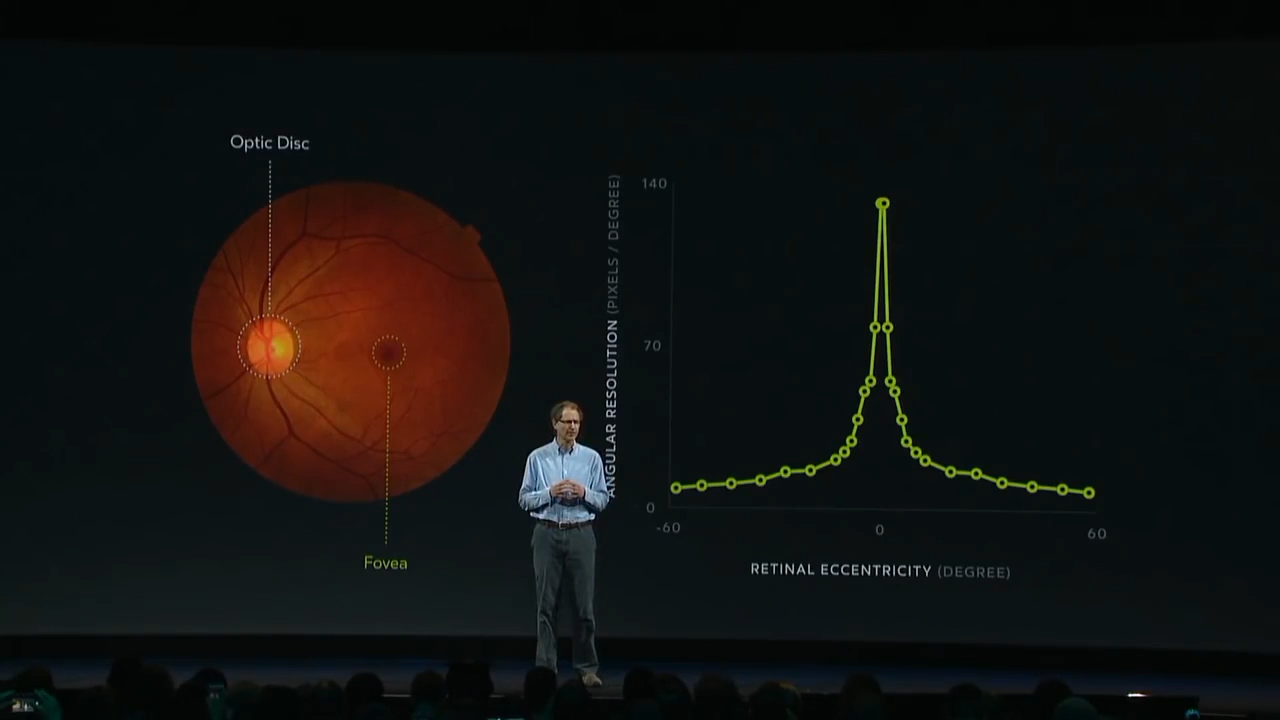 Optic Disc
Fovea
ANGULAR RESOLUTION (PIXELS / DEGREE)
140
70
0
-60
0
60
RETINAL ECCENTRICITY (DEGREE)